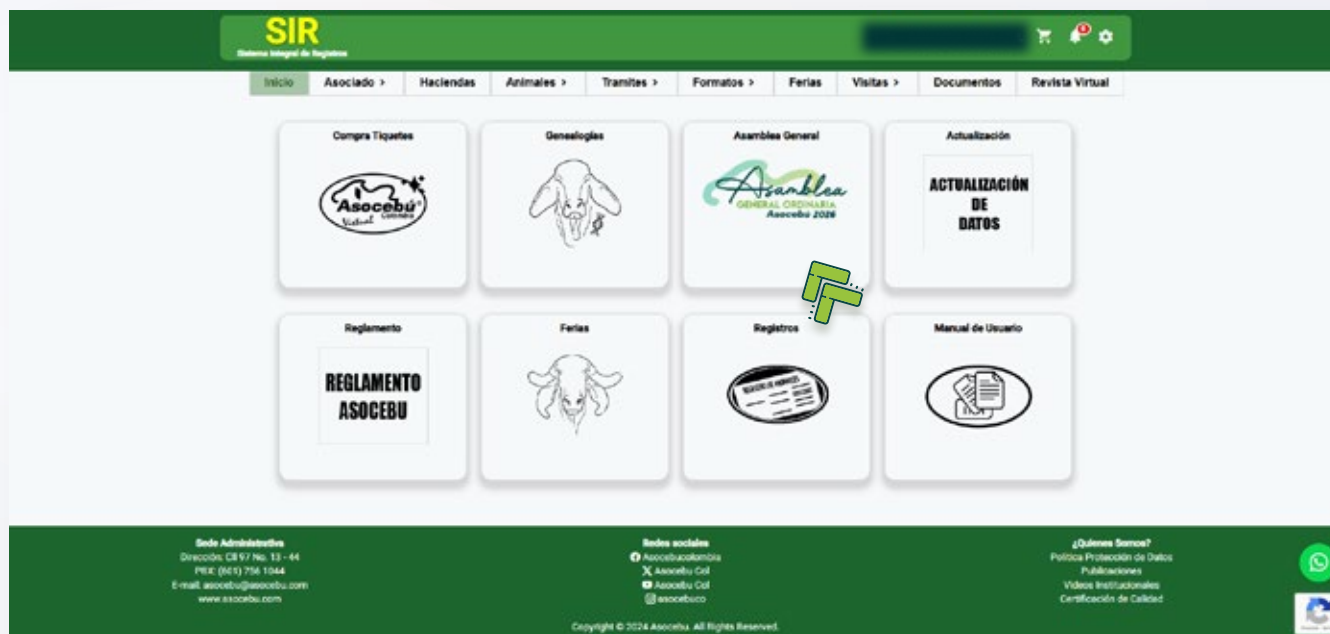 SIR
Sistema Integral de Registros
Inicio
Asociado >
Haciendas
Animales >
Tramites >
Formatos >
Ferias
Visitas >
Documentos
Revista Virtual
Compra Tiquetes
Genealogías
Asamblea General
Actualización
Asocebú
Virtual Colombia
Asamblea
GENERAL ORDINARIA
Asocebú 2026
ACTUALIZACIÓN
DE
DATOS
Reglamento
Ferias
Registros
Manual de Usuario
REGLAMENTO
ASOCEBU
Sede Administrativa
Dirección: Cll 97 No. 13 - 44
PBX: (601) 756 1044
E-mail: asocebu@asocebu.com
www.asocebu.com
Redes sociales
Asocebucolombia
Asocebu Col
Asocebu Col
asocebuco
¿Quienes Somos?
Política Protección de Datos
Publicaciones
Videos Institucionales
Certificación de Calidad
Copyright © 2024 Asocebu. All Rights Reserved.